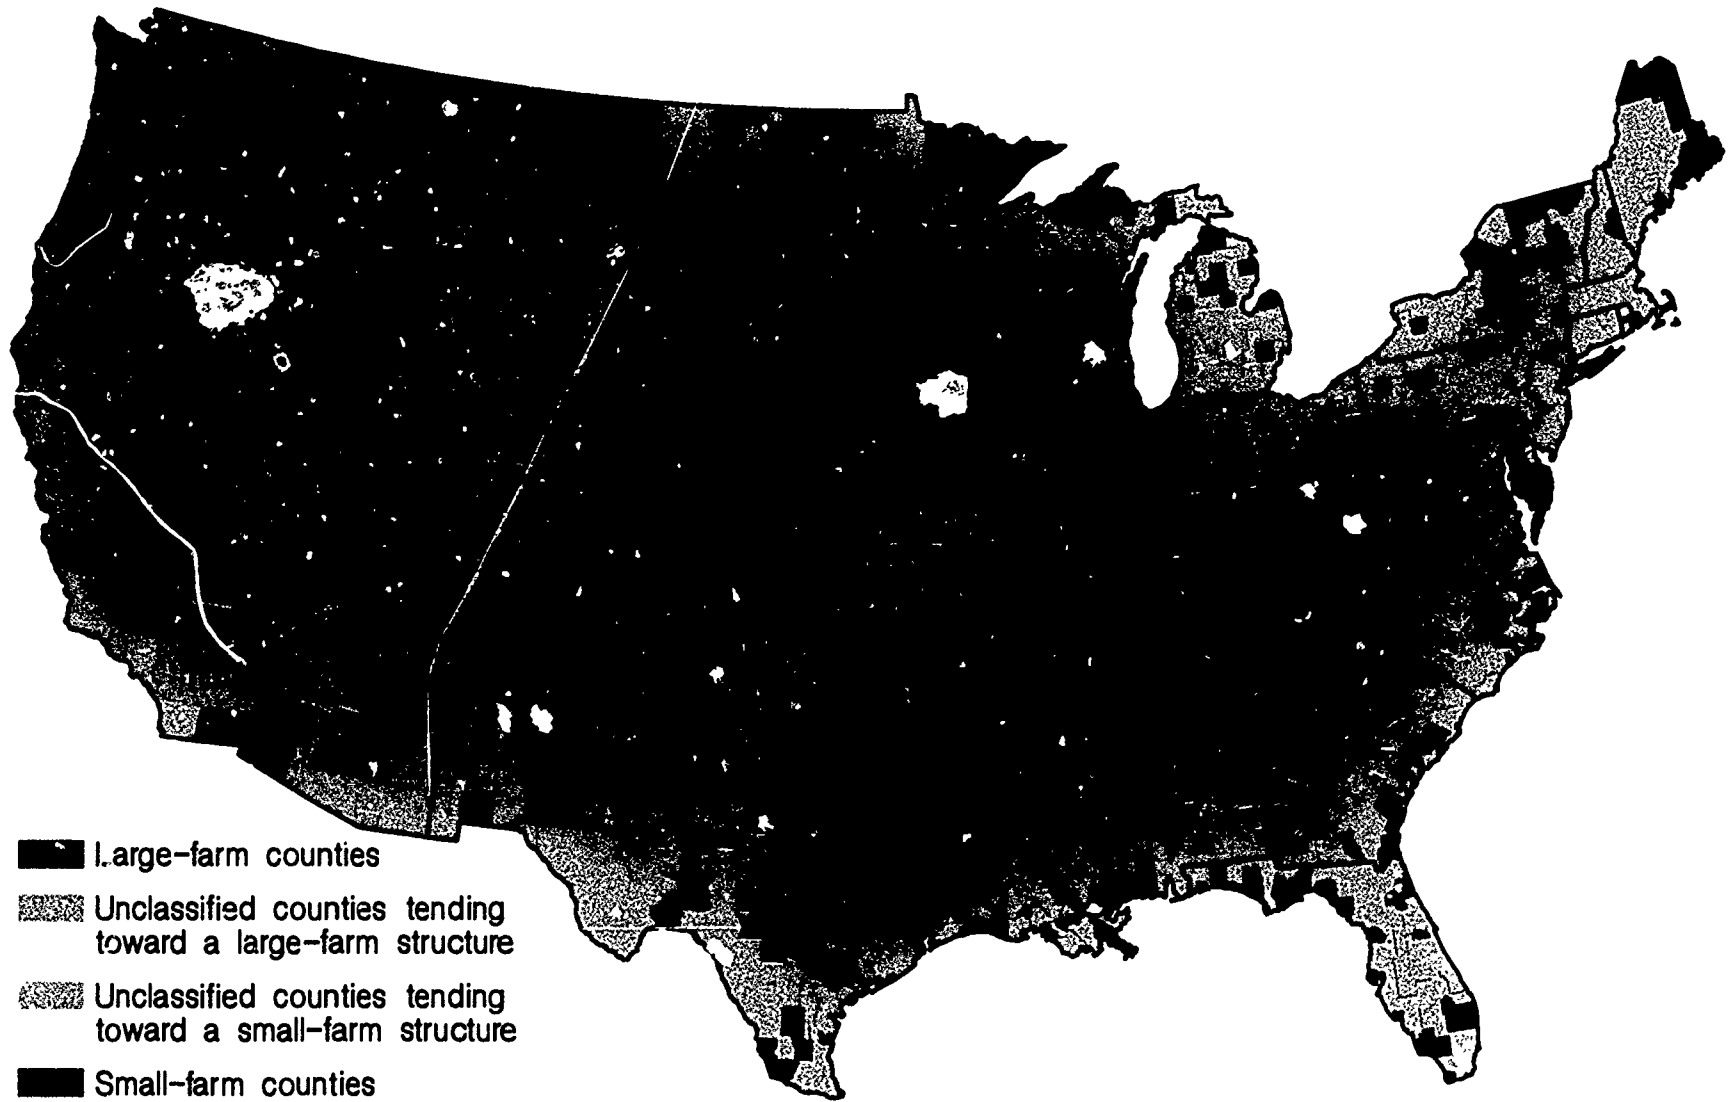 Large-farm counties
Unclassified counties tending
toward a large-farm structure
Unclassified counties tending
toward a small-farm structure
Small-farm counties